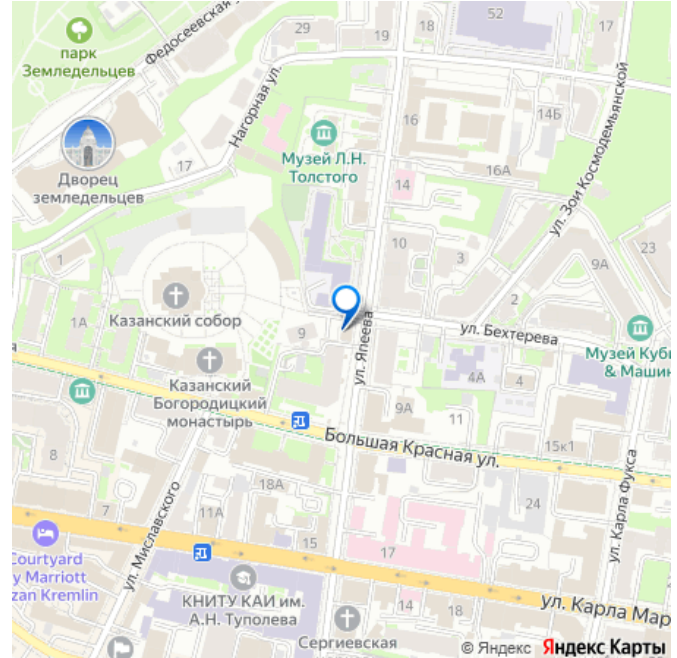 парк
Земледельцев
Федосеевская ул.
29
18
19
52
17
14Б
16
16А
Нагорная ул.
17
Музей Л.Н.
Толстого
14
ул. Зои Космодемьянской
Дворец
земледельцев
10
3
23
9А
1
2
1А
Казанский собор
9
ул. Япеева
ул. Бехтерева
Казанский
Богородицкий
монастырь
4А
4
9А
11
Большая Красная ул.
15к1
8
ул. Миславского
18А
24
ул. Карла Фукса
7
11А
15
17
Courtyard
y Marriott
zan Kremlin
КНИТУ КАИ им.
А.Н. Туполева
14
18
ул. Карла Мар
Сергиевская
© Яндекс Яндекс Карты